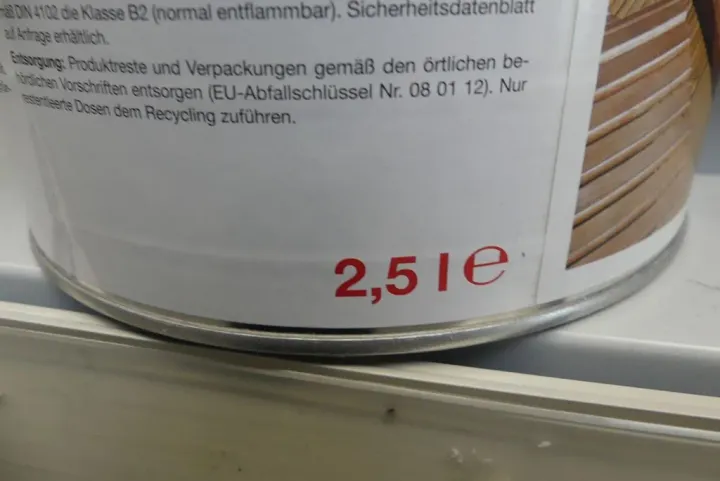 DIN 4102 die Klasse B2 (normal entflammbar). Sicherheitsdatenblatt
auf Anfrage erhältlich.
Entsorgung: Produktreste und Verpackungen gemäß den örtlichen be-
hördlichen Vorschriften entsorgen (EU-Abfallschlüssel Nr. 08 01 12). Nur
restentleerte Dosen dem Recycling zuführen.
2,5 l e